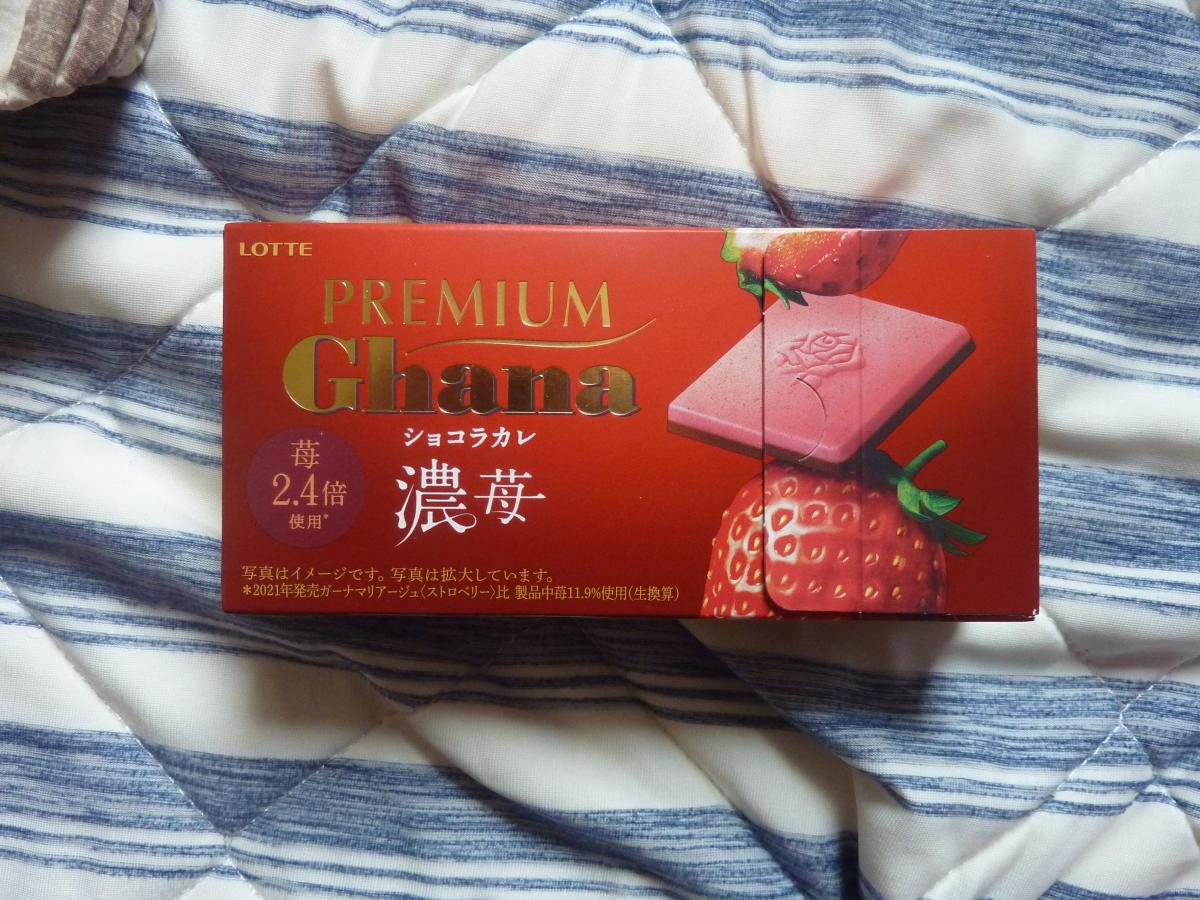 LOTTE
PREMIUM
Ghana
ショコラカレ
濃苺
苺
2.4倍
使用*
写真はイメージです。写真は拡大しています。
*2021年発売ガーナマリアージュ〈ストロベリー〉比 製品中苺11.9%使用(生換算)